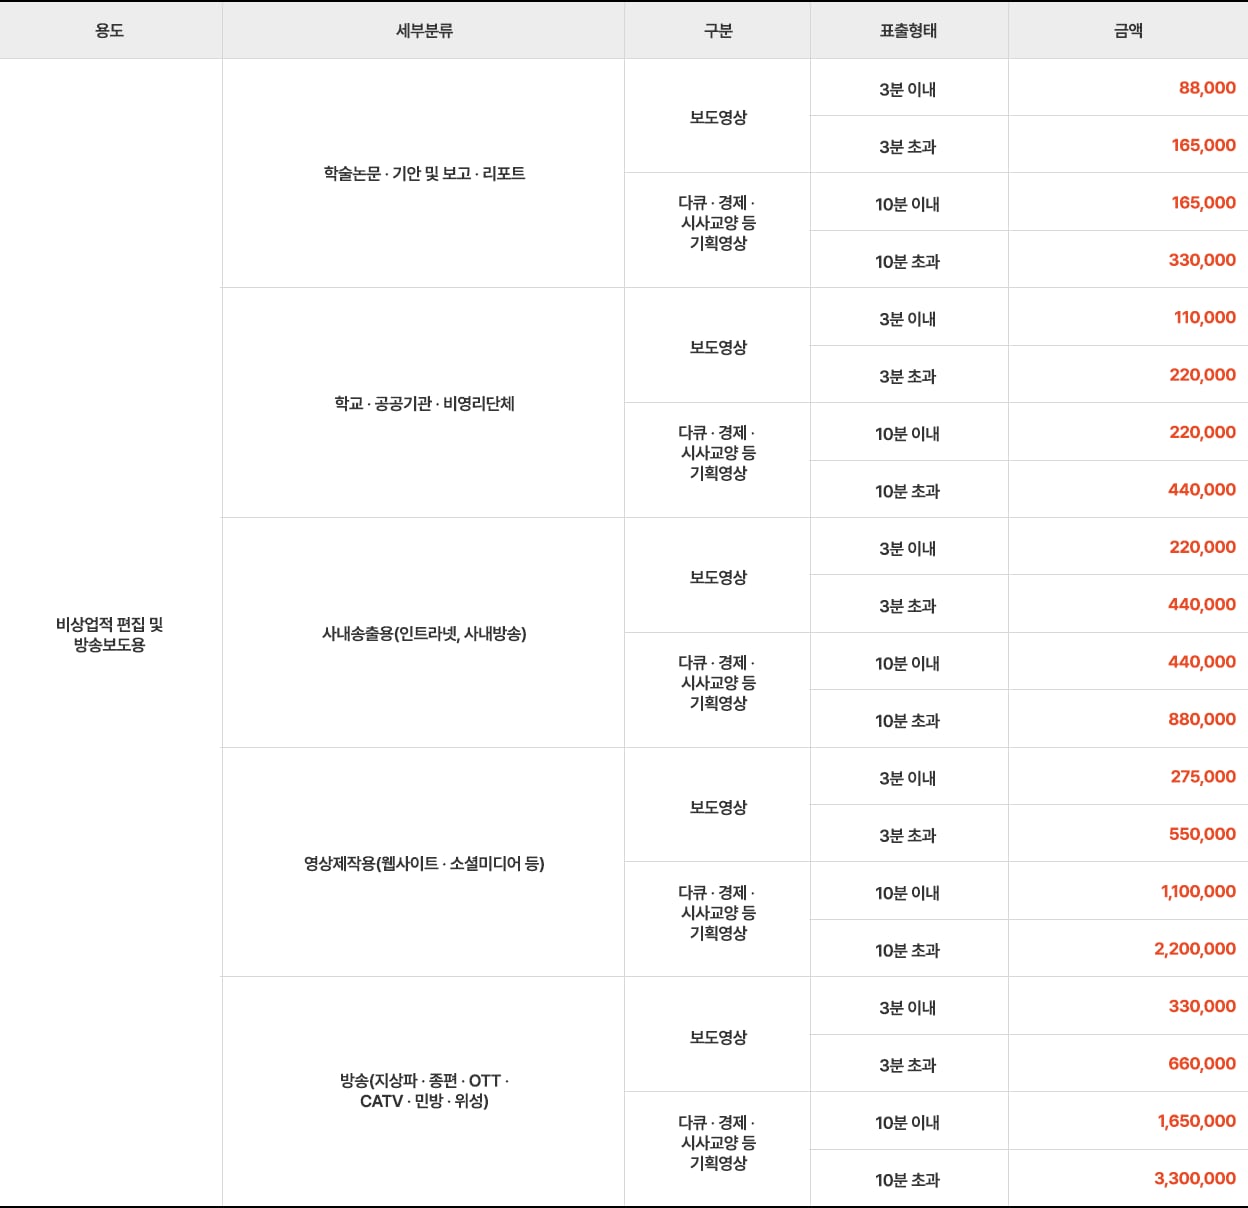 용도 세부분류 구분 표출형태 금액
비상업적 편집 및
방송보도용
학술논문 · 기안 및 보고 · 리포트
보도영상
3분 이내 88,000
3분 초과 165,000
다큐 · 경제 ·
시사교양 등
기획영상
10분 이내 165,000
10분 초과 330,000
학교 · 공공기관 · 비영리단체
보도영상
3분 이내 110,000
3분 초과 220,000
다큐 · 경제 ·
시사교양 등
기획영상
10분 이내 220,000
10분 초과 440,000
사내송출용(인트라넷, 사내방송)
보도영상
3분 이내 220,000
3분 초과 440,000
다큐 · 경제 ·
시사교양 등
기획영상
10분 이내 440,000
10분 초과 880,000
영상제작용(웹사이트 · 소셜미디어 등)
보도영상
3분 이내 275,000
3분 초과 550,000
다큐 · 경제 ·
시사교양 등
기획영상
10분 이내 1,100,000
10분 초과 2,200,000
방송(지상파 · 종편 · OTT ·
CATV · 민방 · 위성)
보도영상
3분 이내 330,000
3분 초과 660,000
다큐 · 경제 ·
시사교양 등
기획영상
10분 이내 1,650,000
10분 초과 3,300,000